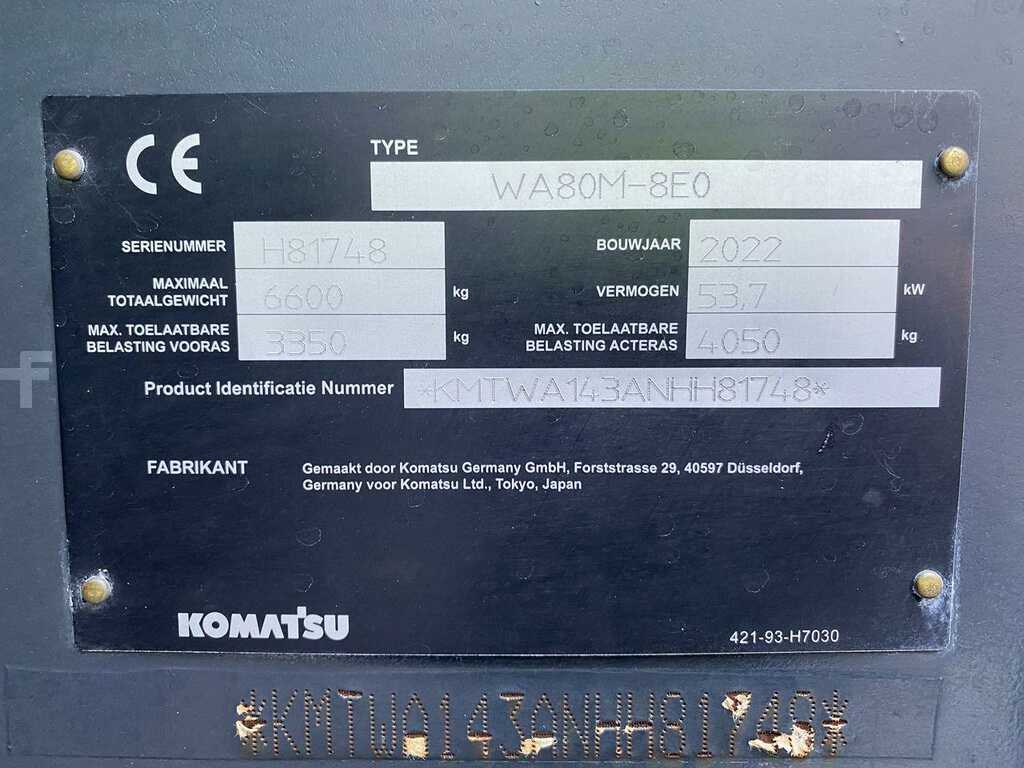 CE
TYPE WA80M-8E0
SERIENUMMER H81748 BOUWJAAR 2022
MAXIMAAL
TOTAALGEWICHT 6600 kg VERMOGEN 53,7 kW
MAX. TOELAATBARE
BELASTING VOORAS 3350 kg
MAX. TOELAATBARE
BELASTING ACTERAS 4050 kg
Product Identificatie Nummer *KMTWA143ANHH81748*
FABRIKANT Gemaakt door Komatsu Germany GmbH, Forststrasse 29, 40597 Düsseldorf,
Germany voor Komatsu Ltd., Tokyo, Japan
KOMATSU
421-93-H7030
*KMTWA143ANHH81748*